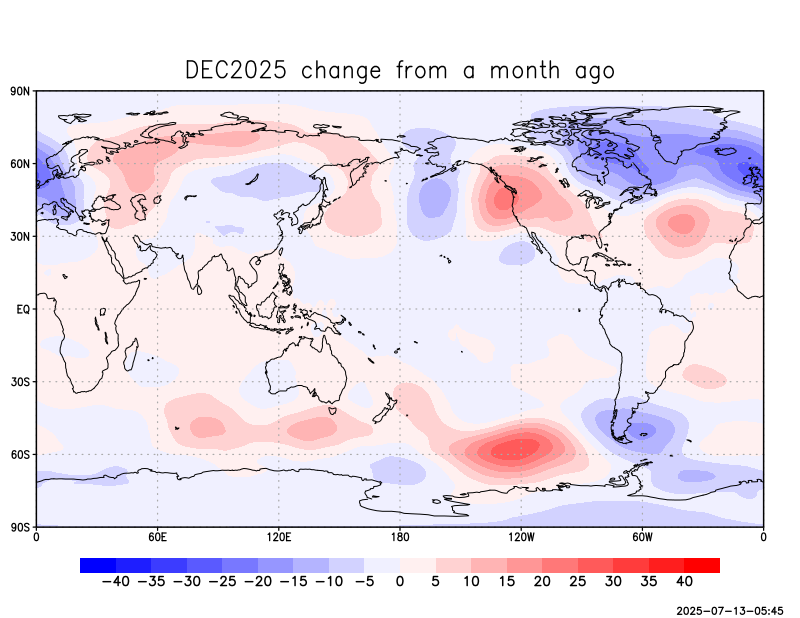 DEC2025 change from a month ago
90N
60N
30N
EQ
30S
60S
90S
0 60E 120E 180 120W 60W 0
−40 −35 −30 −25 −20 −15 −10 −5 0 5 10 15 20 25 30 35 40
2025-07-13-05:45